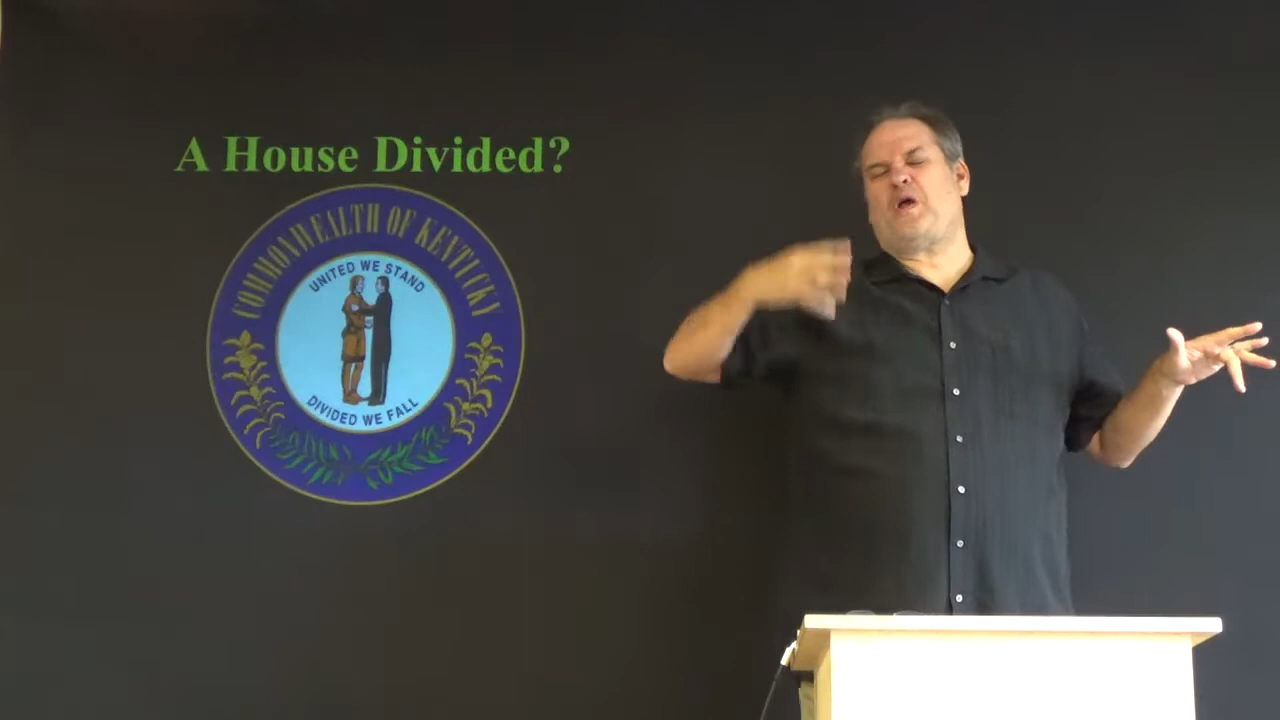 A House Divided?
COMMONWEALTH OF KENTUCKY
UNITED WE STAND
DIVIDED WE FALL